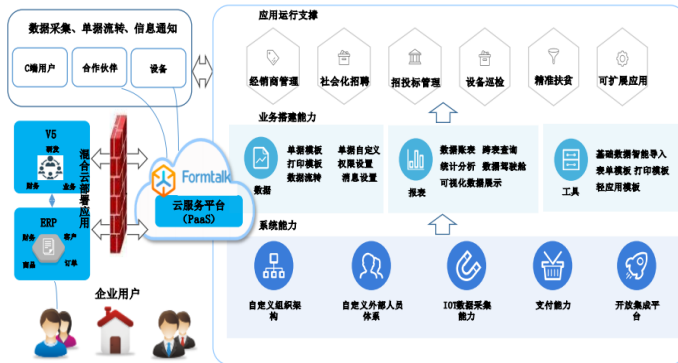 数据采集、单据流转、信息通知
C端用户
合作伙伴
设备
V5
研发
财务
业务
混合云部署应用
ERP
财务
客户
商品
订单
企业用户
Formtalk
云服务平台
(PaaS)
应用运行支撑
经销商管理
社会化招聘
招投标管理
设备巡检
精准扶贫
可扩展应用
业务搭建能力
数据
单据模板
单据自定义
打印模板
权限设置
数据流转
消息设置
报表
数据账表 跨表查询
统计分析 数据驾驶舱
可视化数据展示
工具
基础数据智能导入
表单模板 打印模板
轻应用模板
系统能力
自定义组织架
构
自定义外部人员
体系
IOT数据采集
能力
支付能力
开放集成平
台